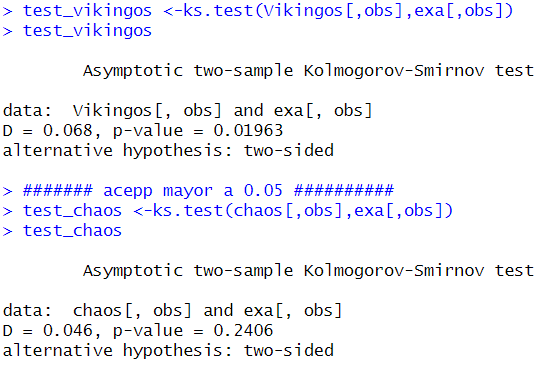 > test_vikingos <-ks.test(Vikingos[,obs],exa[,obs])
> test_vikingos
Asymptotic two-sample Kolmogorov-Smirnov test
data:  Vikingos[, obs] and exa[, obs]
D = 0.068, p-value = 0.01963
alternative hypothesis: two-sided
> ####### acepp mayor a 0.05 ##########
> test_chaos <-ks.test(chaos[,obs],exa[,obs])
> test_chaos
Asymptotic two-sample Kolmogorov-Smirnov test
data:  chaos[, obs] and exa[, obs]
D = 0.046, p-value = 0.2406
alternative hypothesis: two-sided